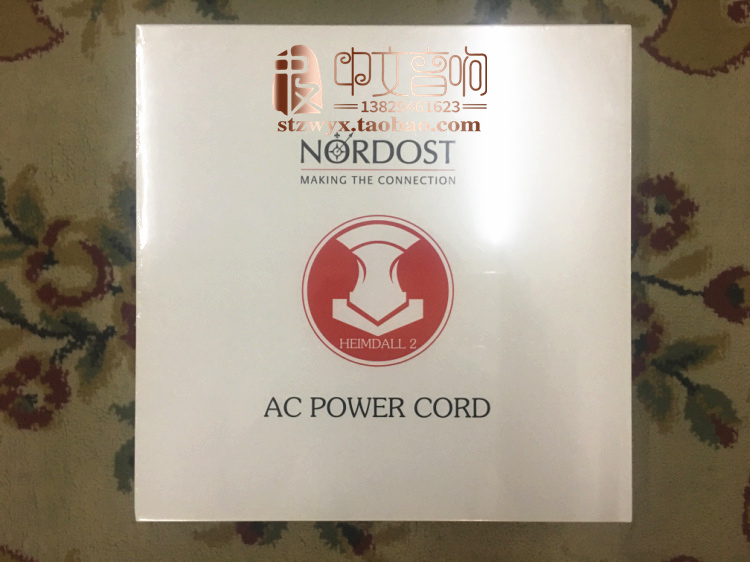 中文音响
stzwyx.taobao.com
NORDOST
MAKING THE CONNECTION
HEIMDALL 2
AC POWER CORD